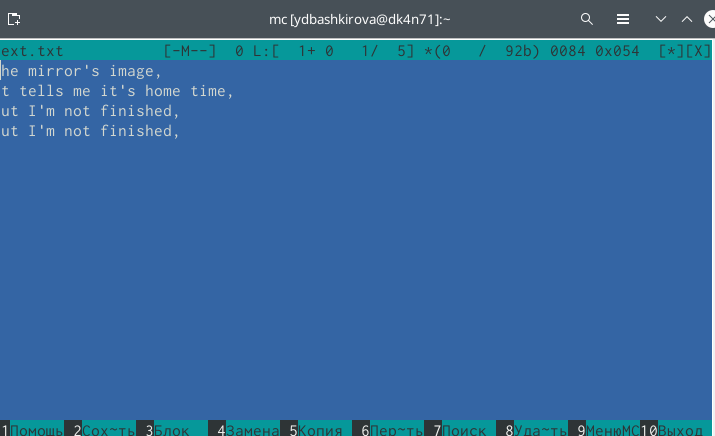 mc [ydbashkirova@dk4n71]:~
ext.txt [-M--] 0 L:[ 1+ 0 1/ 5] *(0 / 92b) 0084 0x054 [*][X]
he mirror's image,
t tells me it's home time,
ut I'm not finished,
ut I'm not finished,
1Помощь 2Сох~ть 3Блок 4Замена 5Копия 6Пер~ть 7Поиск 8Уда~ть 9МенюMC 10Выход